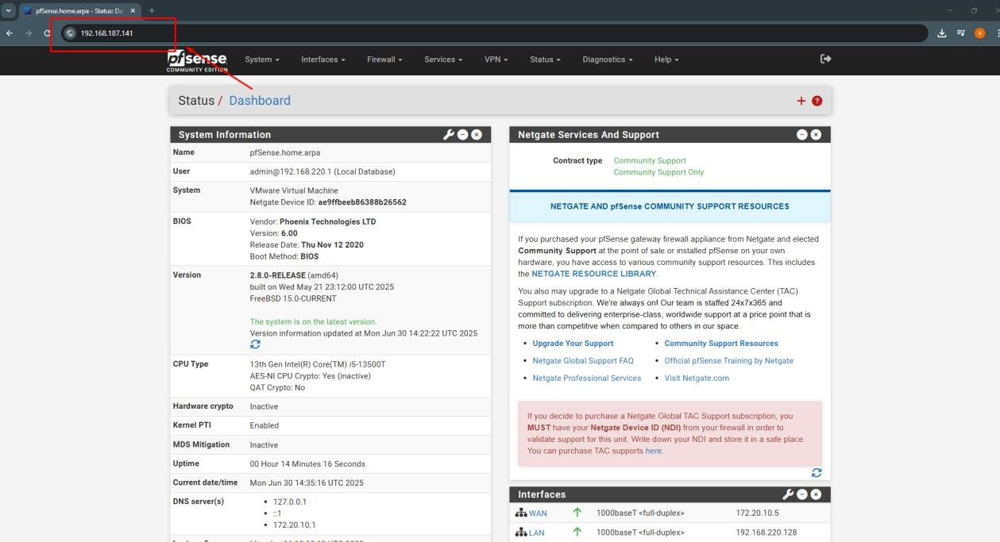 pfSense.home.arpa - Status: Da
192.168.187.141
pfsense
COMMUNITY EDITION
System
Interfaces
Firewall
Services
VPN
Status
Diagnostics
Help
Status / Dashboard
System Information
Name pfSense.home.arpa
User admin@192.168.220.1 (Local Database)
System VMware Virtual Machine
Netgate Device ID: ae9ffbeeb86388b26562
BIOS Vendor: Phoenix Technologies LTD
Version: 6.00
Release Date: Thu Nov 12 2020
Boot Method: BIOS
Version 2.8.0-RELEASE (amd64)
built on Wed May 21 23:12:00 UTC 2025
FreeBSD 15.0-CURRENT
The system is on the latest version.
Version information updated at Mon Jun 30 14:22:22 UTC 2025
CPU Type 13th Gen Intel(R) Core(TM) i5-13500T
AES-NI CPU Crypto: Yes (inactive)
QAT Crypto: No
Hardware crypto Inactive
Kernel PTI Enabled
MDS Mitigation Inactive
Uptime 00 Hour 14 Minutes 16 Seconds
Current date/time Mon Jun 30 14:35:16 UTC 2025
DNS server(s)
• 127.0.0.1
• ::1
• 172.20.10.1
Netgate Services And Support
Contract type Community Support
Community Support Only
NETGATE AND pfSense COMMUNITY SUPPORT RESOURCES
If you purchased your pfSense gateway firewall appliance from Netgate and elected
Community Support at the point of sale or installed pfSense on your own
hardware, you have access to various community support resources. This includes
the NETGATE RESOURCE LIBRARY.
You also may upgrade to a Netgate Global Technical Assistance Center (TAC)
Support subscription. We're always on! Our team is staffed 24x7x365 and
committed to delivering enterprise-class, worldwide support at a price point that is
more than competitive when compared to others in our space.
• Upgrade Your Support
• Community Support Resources
• Netgate Global Support FAQ
• Official pfSense Training by Netgate
• Netgate Professional Services
• Visit Netgate.com
If you decide to purchase a Netgate Global TAC Support subscription, you
MUST have your Netgate Device ID (NDI) from your firewall in order to
validate support for this unit. Write down your NDI and store it in a safe place.
You can purchase TAC supports here.
Interfaces
WAN 1000baseT <full-duplex> 172.20.10.5
LAN 1000baseT <full-duplex> 192.168.220.128